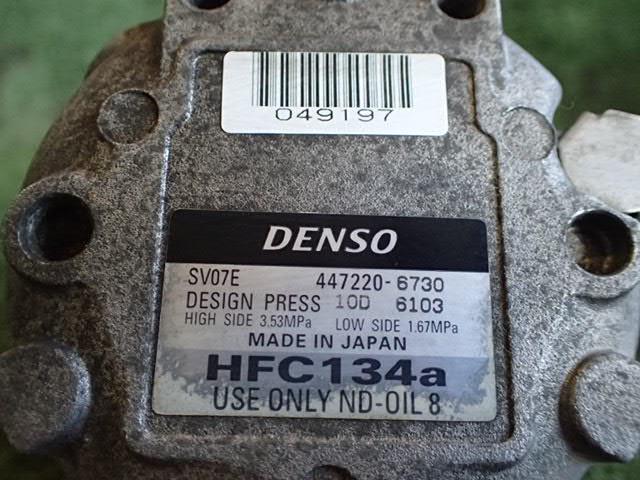 049197
DENSO
SV07E 447220-6730
DESIGN PRESS 10D 6103
HIGH SIDE 3.53MPa LOW SIDE 1.67MPa
MADE IN JAPAN
HFC134a
USE ONLY ND-OIL 8